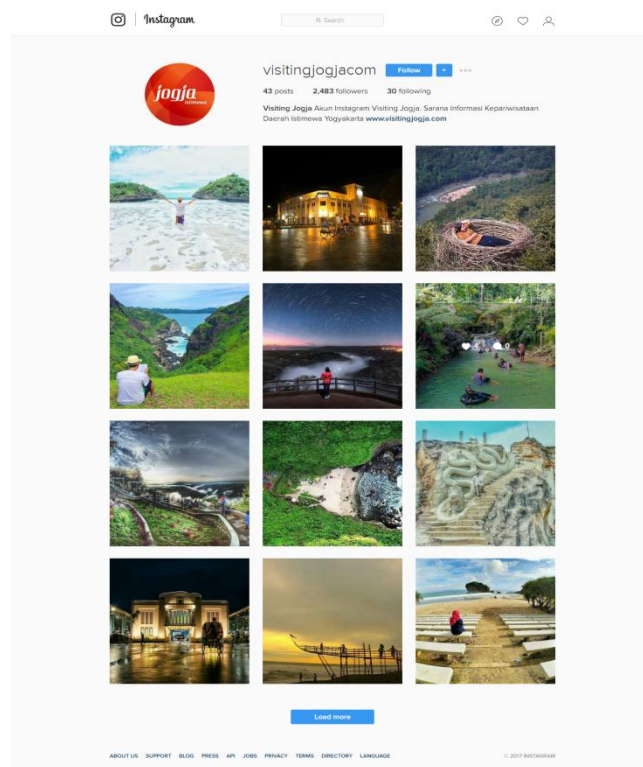 Instagram
Search
visitingjogjacom Follow
43 posts 2,483 followers 30 following
Visiting Jogja Akun Instagram Visiting Jogja. Sarana Informasi Kepariwisataan
Daerah Istimewa Yogyakarta www.visitingjogja.com
jogja
istimewa
Load more
ABOUT US SUPPORT BLOG PRESS API JOBS PRIVACY TERMS DIRECTORY LANGUAGE
© 2017 INSTAGRAM